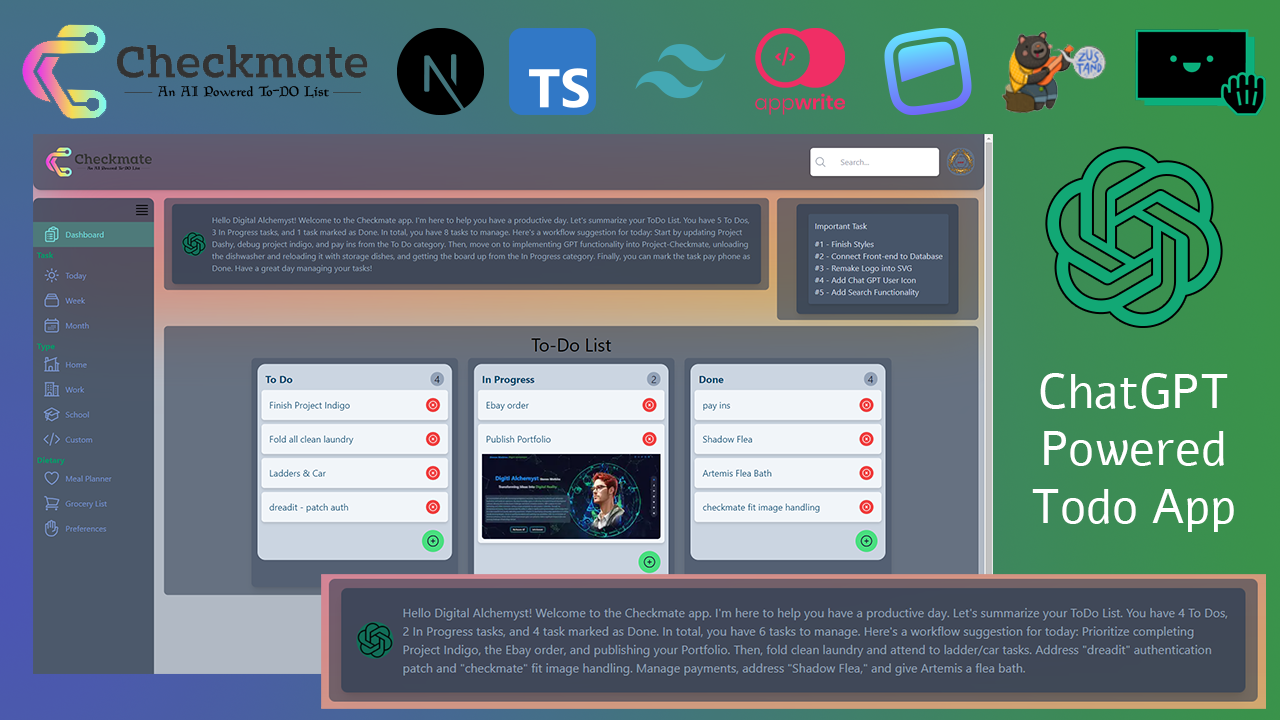 Checkmate
An AI Powered To-DO List
N
TS
appwrite
ZUSTAND
Checkmate
An AI Powered To-Do List
Search...
Dashboard
Task
Today
Week
Month
Type
Home
Work
School
Custom
Dietary
Meal Planner
Grocery List
Preferences
Hello Digital Alchemyst! Welcome to the Checkmate app. I'm here to help you have a productive day. Let's summarize your ToDo List. You have 5 To Dos,
3 In Progress tasks, and 1 task marked as Done. In total, you have 8 tasks to manage. Here's a workflow suggestion for today: Start by updating Project
Dashy, debug project indigo, and pay ins from the To Do category. Then, move on to implementing GPT functionality into Project-Checkmate, unloading
the dishwasher and reloading it with storage dishes, and getting the board up from the In Progress category. Finally, you can mark the task pay phone as
Done. Have a great day managing your tasks!
Important Task
#1 - Finish Styles
#2 - Connect Front-end to Database
#3 - Remake Logo into SVG
#4 - Add Chat GPT User Icon
#5 - Add Search Functionality
To-Do List
To Do 4
Finish Project Indigo
Fold all clean laundry
Ladders & Car
dreadit - patch auth
In Progress 2
Ebay order
Publish Portfolio
Digitl Alchemyst
Transforming Ideas Into Digital Reality
Done 4
pay ins
Shadow Flea
Artemis Flea Bath
checkmate fit image handling
ChatGPT
Powered
Todo App
Hello Digital Alchemyst! Welcome to the Checkmate app. I'm here to help you have a productive day. Let's summarize your ToDo List. You have 4 To Dos,
2 In Progress tasks, and 4 task marked as Done. In total, you have 6 tasks to manage. Here's a workflow suggestion for today: Prioritize completing
Project Indigo, the Ebay order, and publishing your Portfolio. Then, fold clean laundry and attend to ladder/car tasks. Address "dreadit" authentication
patch and "checkmate" fit image handling. Manage payments, address "Shadow Flea," and give Artemis a flea bath.